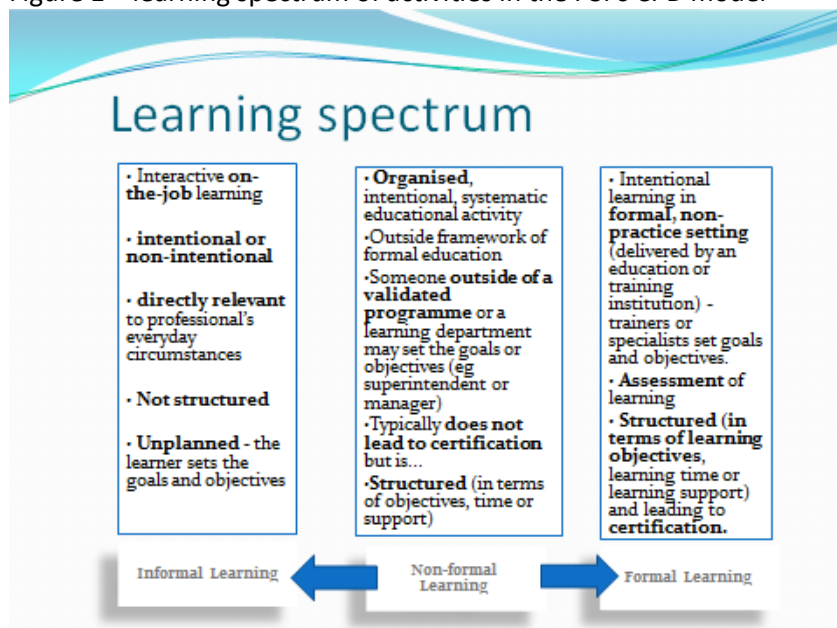 Learning spectrum
· Interactive on-
the-job learning
· intentional or
non-intentional
· directly relevant
to professional's
everyday
circumstances
· Not structured
· Unplanned - the
learner sets the
goals and objectives
· Organised,
intentional, systematic
educational activity
·Outside framework of
formal education
·Someone outside of a
validated
programme or a
learning department
may set the goals or
objectives (eg
superintendent or
manager)
·Typically does not
lead to certification
but is...
·Structured (in terms
of objectives, time or
support)
· Intentional
learning in
formal, non-
practice setting
(delivered by an
education or
training
institution) -
trainers or
specialists set goals
and objectives.
· Assessment of
learning
· Structured (in
terms of learning
objectives,
learning time or
learning support)
and leading to
certification.
Informal Learning
Non-formal
Learning
Formal Learning